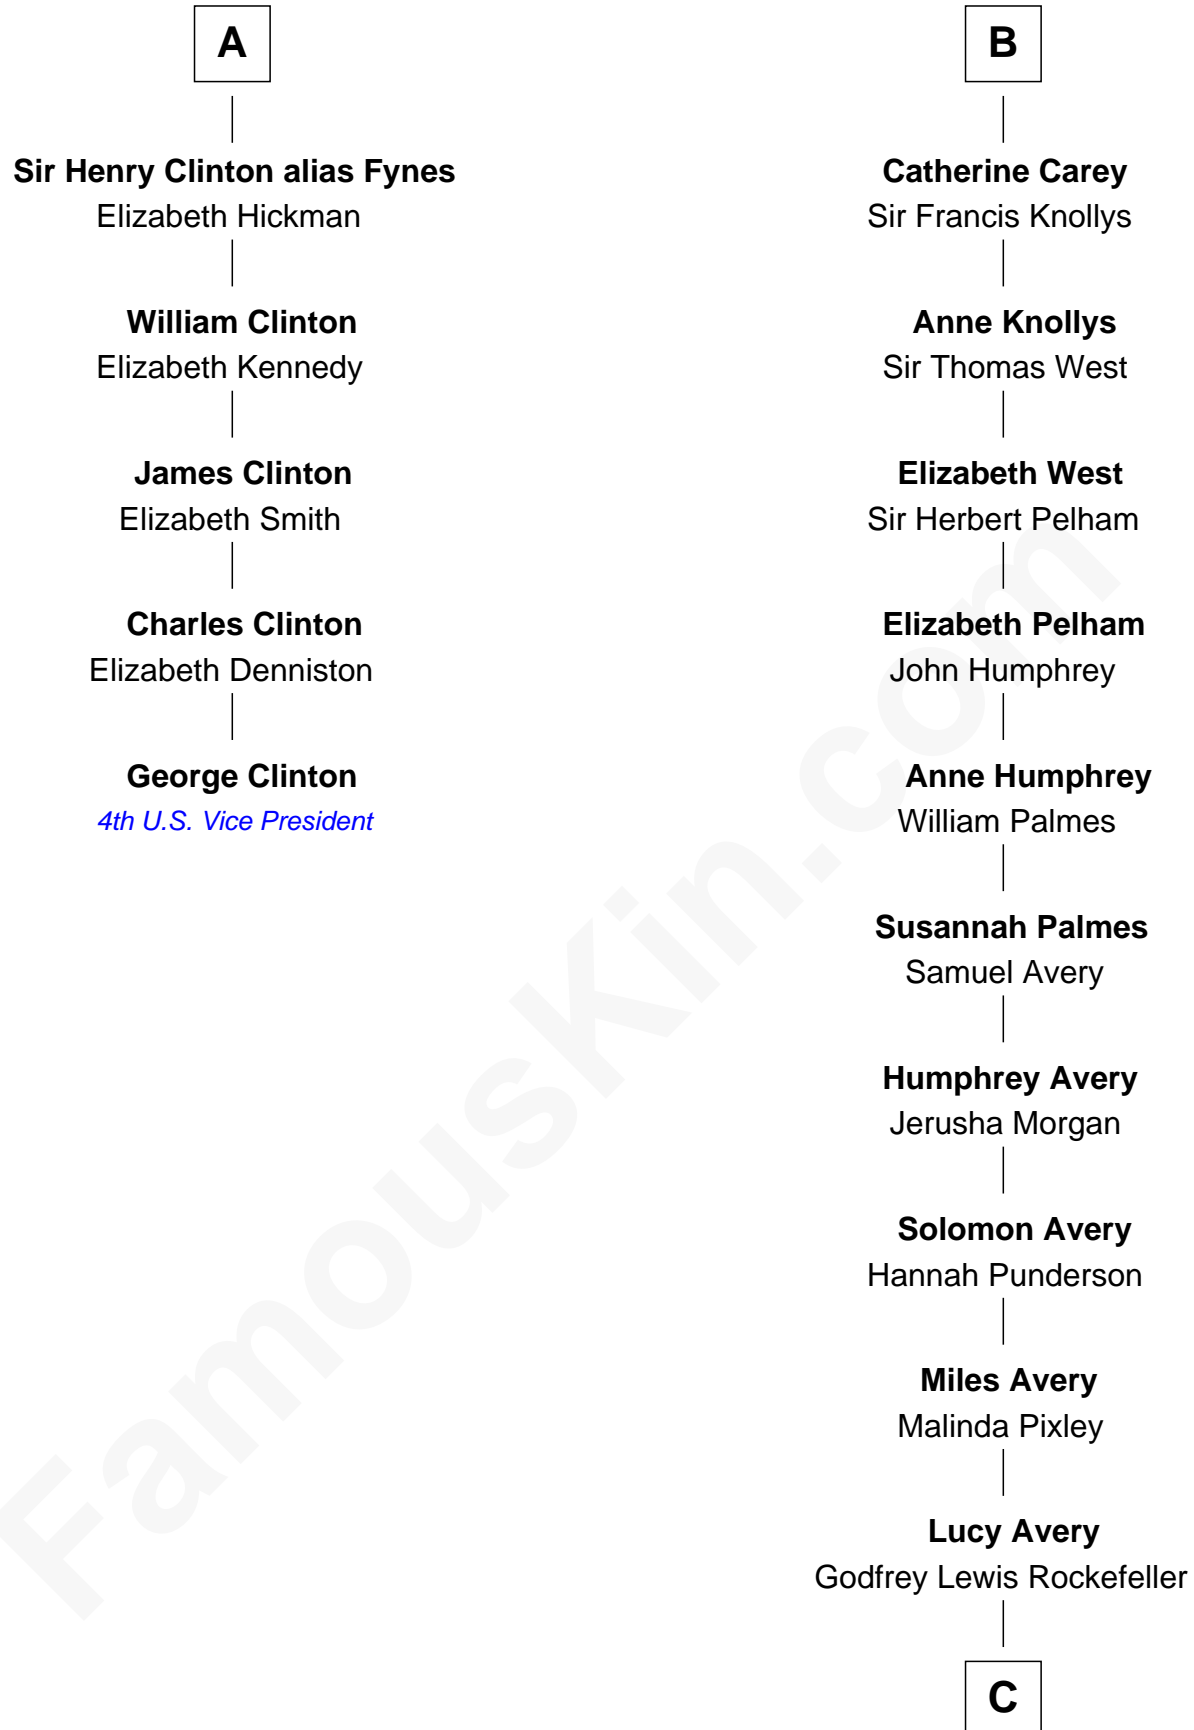 A
Sir Henry Clinton alias Fynes
Elizabeth Hickman
William Clinton
Elizabeth Kennedy
James Clinton
Elizabeth Smith
Charles Clinton
Elizabeth Denniston
George Clinton
4th U.S. Vice President
B
Catherine Carey
Sir Francis Knollys
Anne Knollys
Sir Thomas West
Elizabeth West
Sir Herbert Pelham
Elizabeth Pelham
John Humphrey
Anne Humphrey
William Palmes
Susannah Palmes
Samuel Avery
Humphrey Avery
Jerusha Morgan
Solomon Avery
Hannah Punderson
Miles Avery
Malinda Pixley
Lucy Avery
Godfrey Lewis Rockefeller
C
FamousKin.com